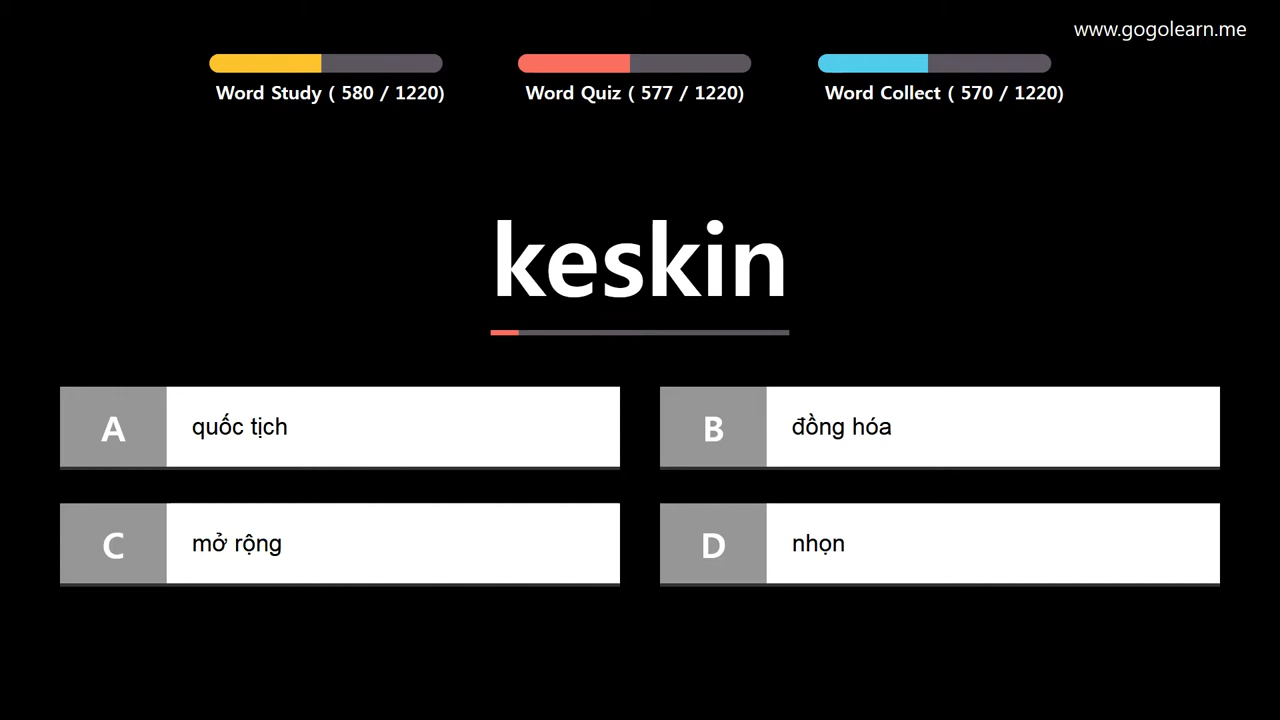 www.gogolearn.me
Word Study ( 580 / 1220)
Word Quiz ( 577 / 1220)
Word Collect ( 570 / 1220)
keskin
A
quốc tịch
B
đồng hóa
C
mở rộng
D
nhọn